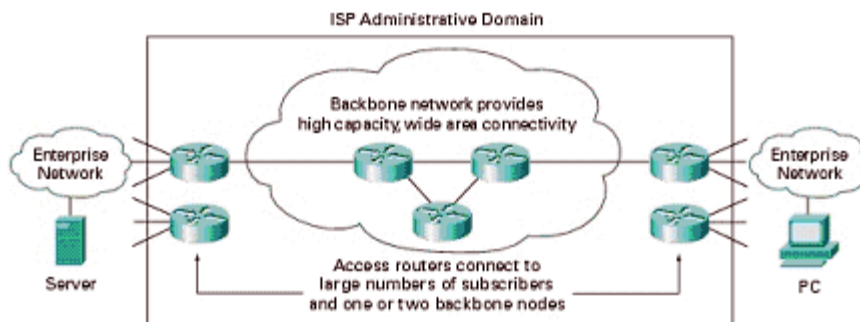 ISP Administrative Domain
Backbone network provides
high capacity, wide area connectivity
Enterprise
Network
Enterprise
Network
Server
Access routers connect to
large numbers of subscribers
and one or two backbone nodes
PC